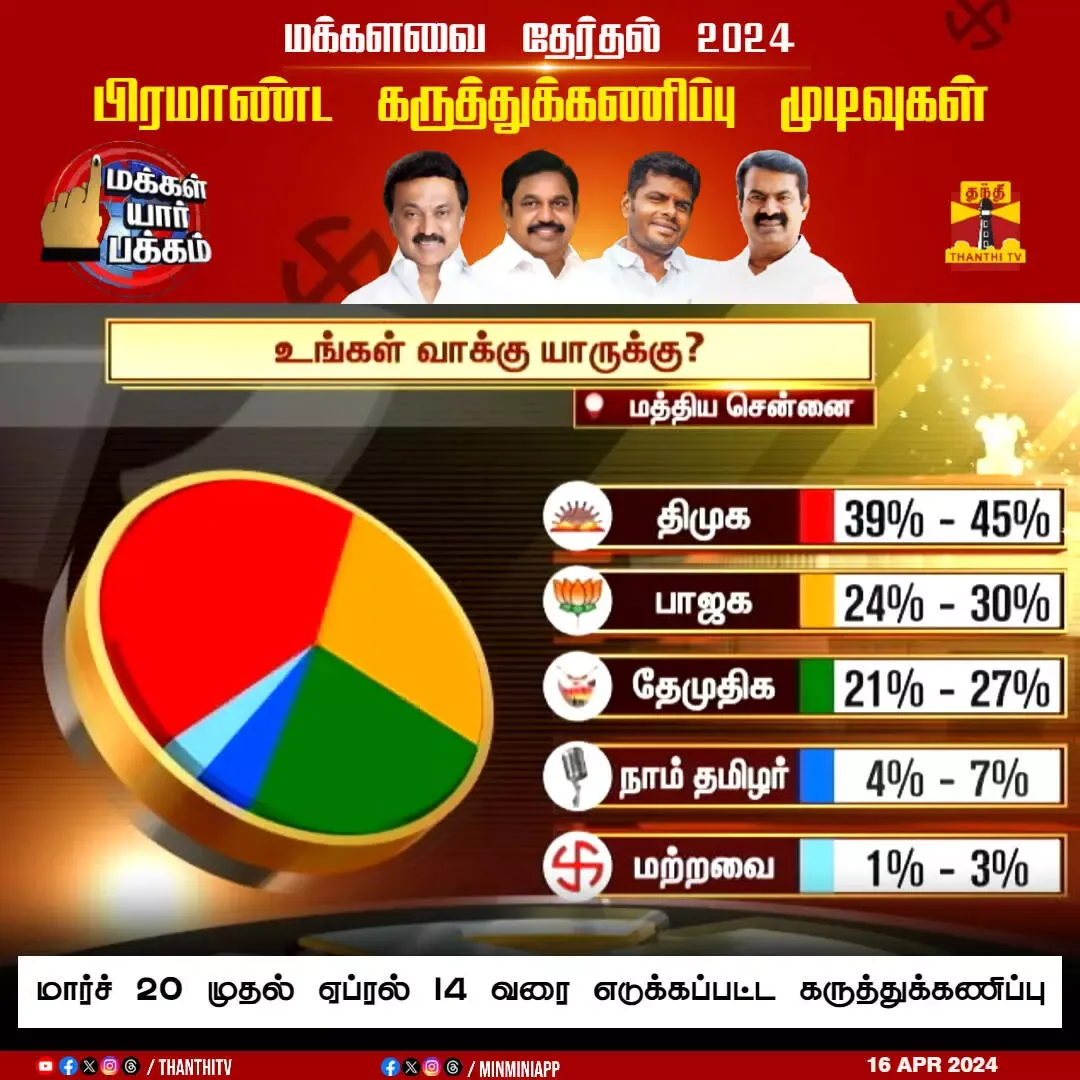 மக்களவை தேர்தல் 2024
பிரமாண்ட கருத்துக்கணிப்பு முடிவுகள்
மக்கள்
யார்
பக்கம்
தந்தி
THANTHI TV
உங்கள் வாக்கு யாருக்கு?
மத்திய சென்னை
திமுக 39% - 45%
பாஜக 24% - 30%
தேமுதிக 21% - 27%
நாம் தமிழர் 4% - 7%
மற்றவை 1% - 3%
மார்ச் 20 முதல் ஏப்ரல் 14 வரை எடுக்கப்பட்ட கருத்துக்கணிப்பு
/ THANTHITV / MINMINIAPP 16 APR 2024